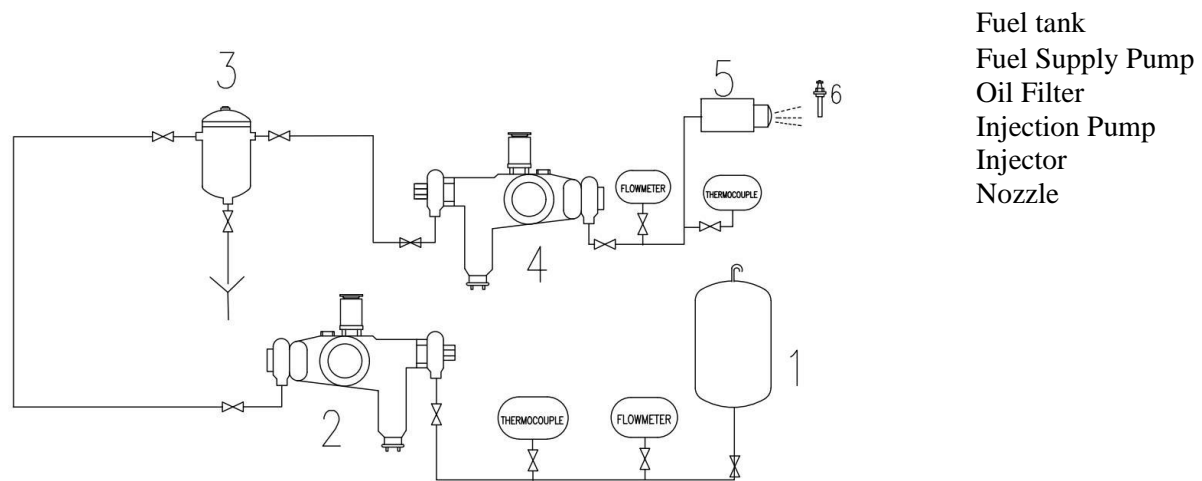 3
5
6
FLOWMETER
THERMOCOUPLE
4
2
1
THERMOCOUPLE
FLOWMETER
Fuel tank
Fuel Supply Pump
Oil Filter
Injection Pump
Injector
Nozzle